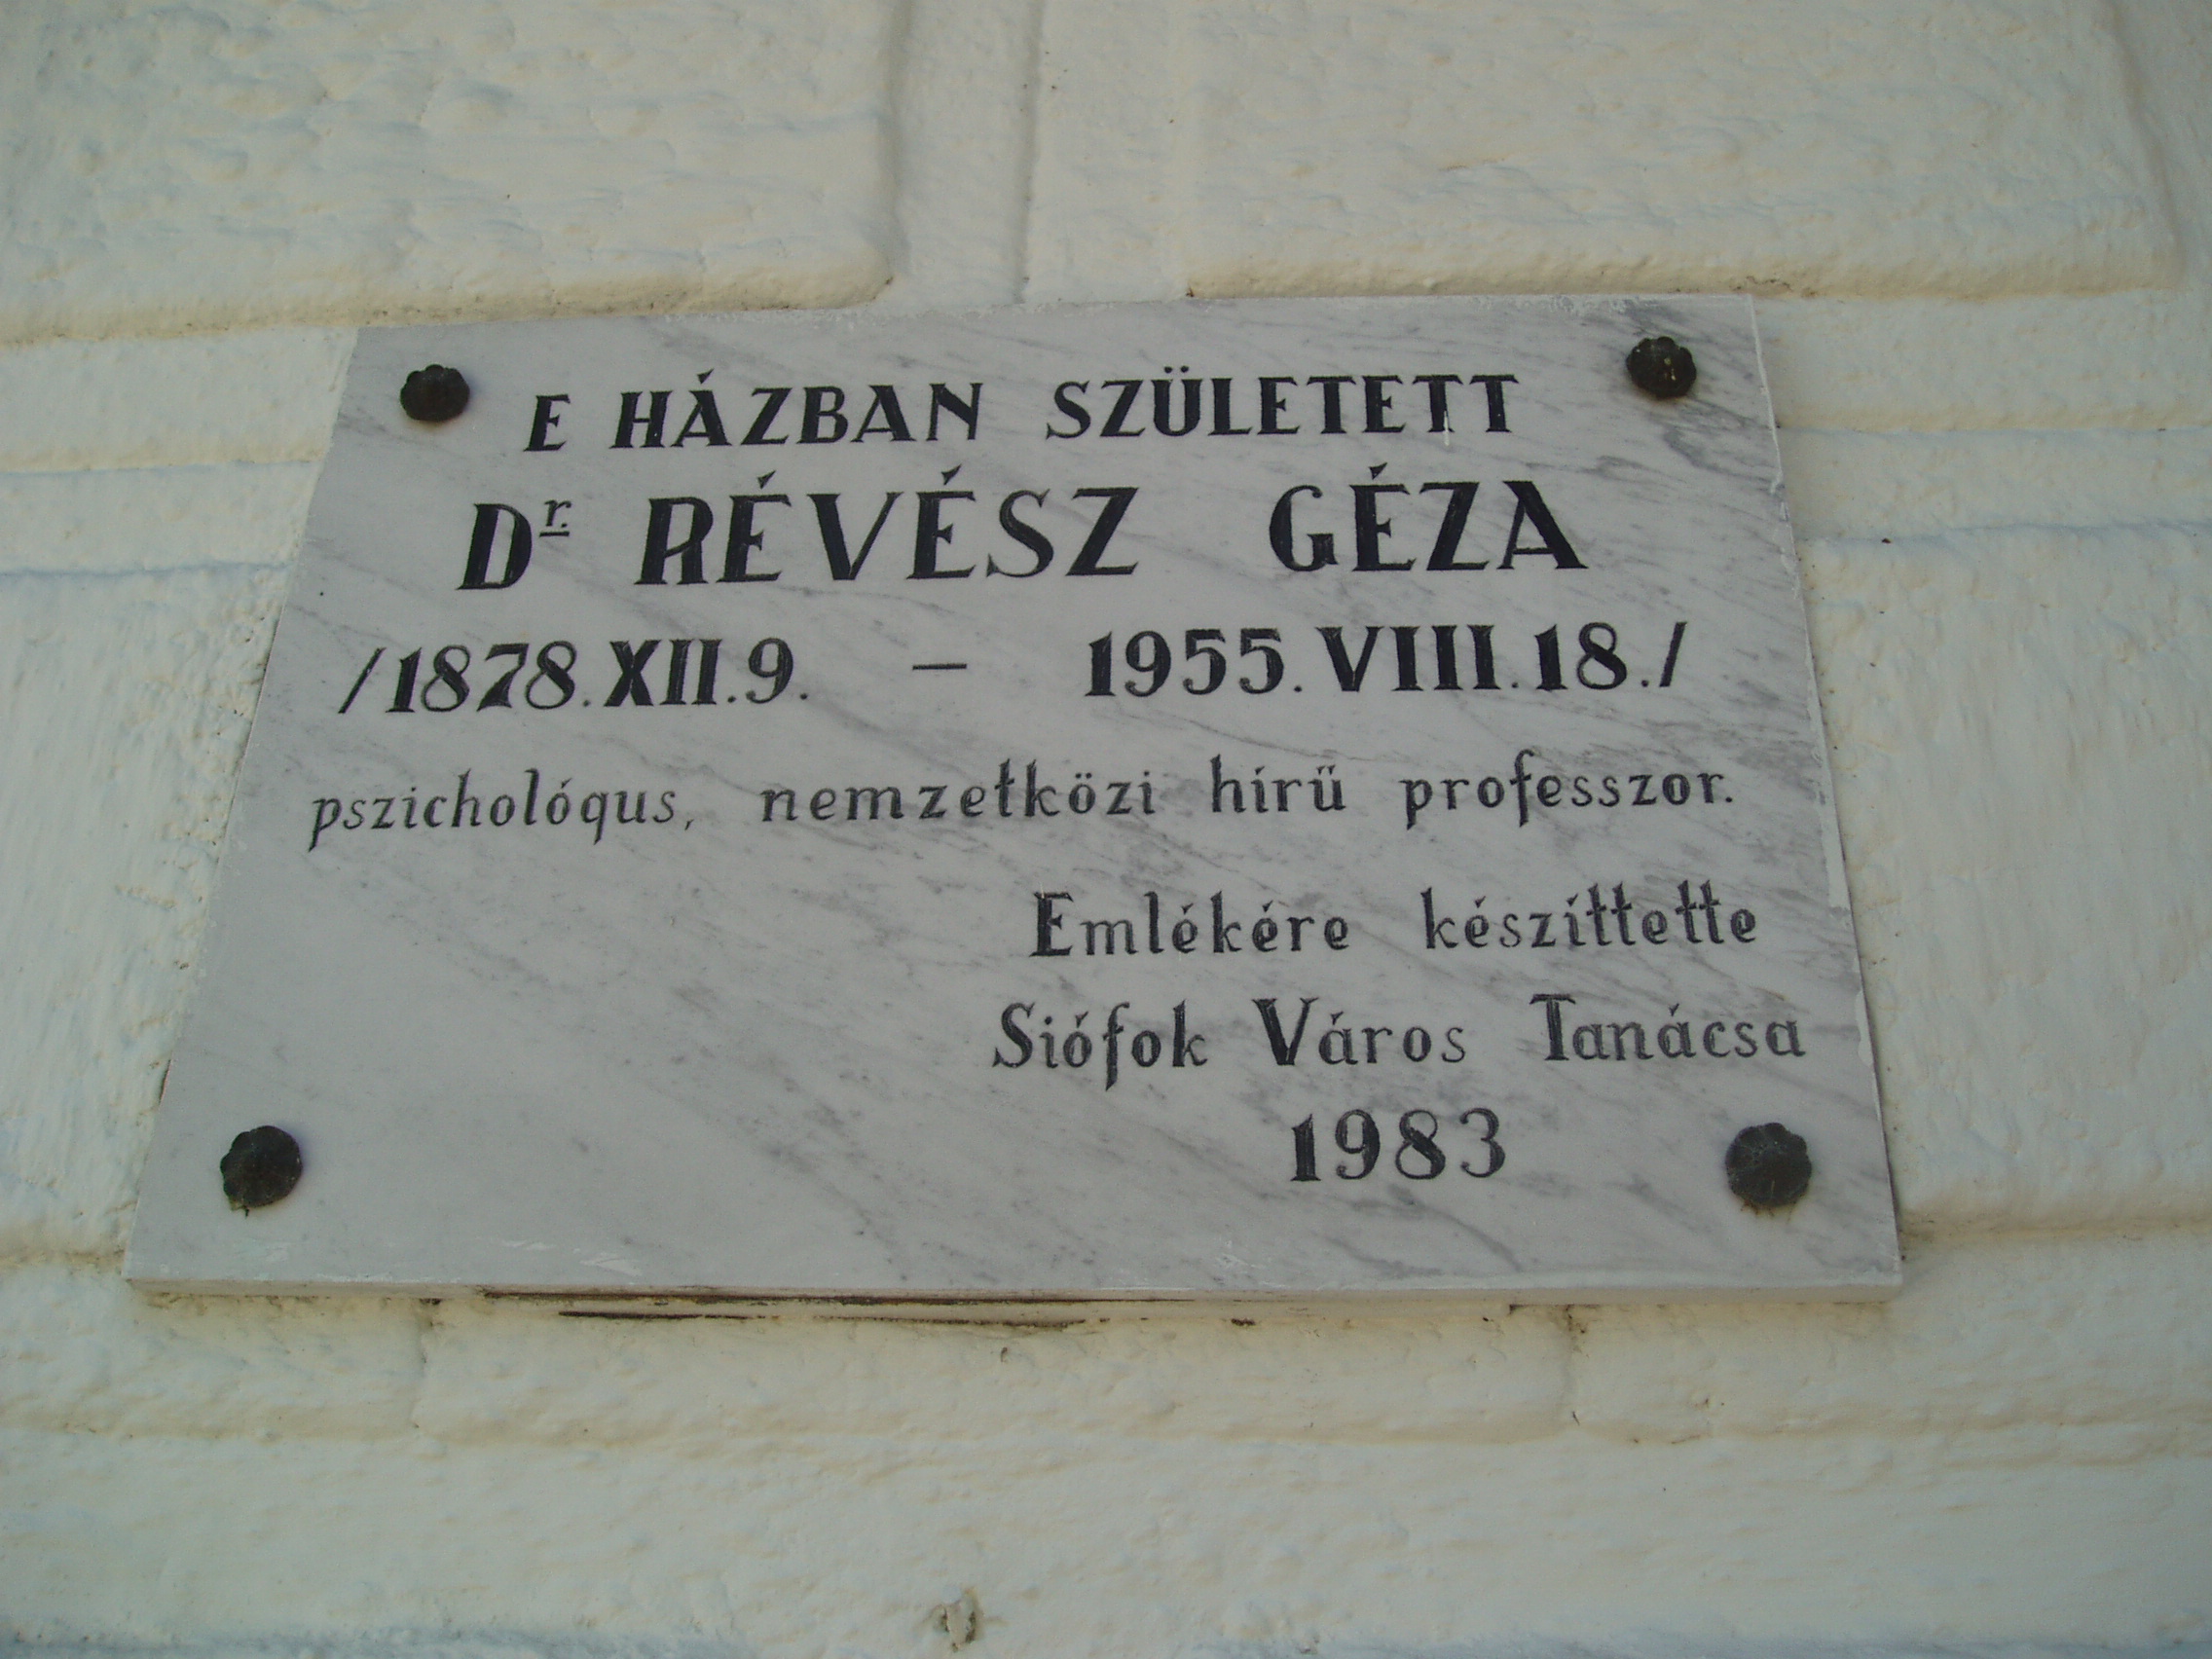 E HÁZBAN SZÜLETETT
Dr. RÉVÉSZ GÉZA
/1878.XII.9. – 1955.VIII.18./
pszichológus, nemzetközi hírű professzor.
Emlékére készíttette
Siófok Város Tanácsa
1983